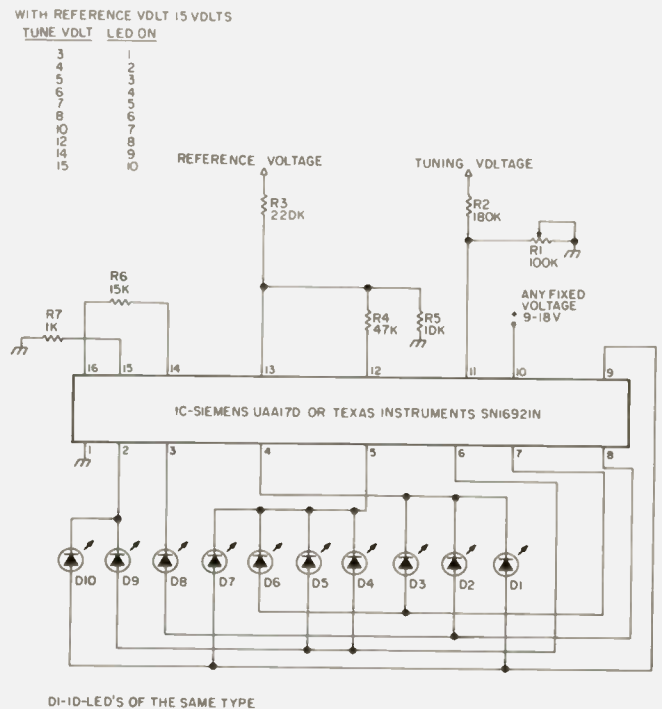 WITH REFERENCE VDLT 15 VDLTS
TUNE VDLT LED ON
3 1
4 2
5 3
6 4
7 5
8 6
10 7
12 8
14 9
15 10
REFERENCE VOLTAGE
TUNING VDLTAGE
R3
22DK
R2
180K
R1
100K
R6
15K
R7
1K
R4
47K
R5
1DK
ANY FIXED
VOLTAGE
9-18V
+
16 15 14 13 12 11 10 9
IC-SIEMENS UAA17D OR TEXAS INSTRUMENTS SN16921N
1 2 3 4 5 6 7 8
D10 D9 D8 D7 D6 D5 D4 D3 D2 D1
D1-1D-LED'S OF THE SAME TYPE